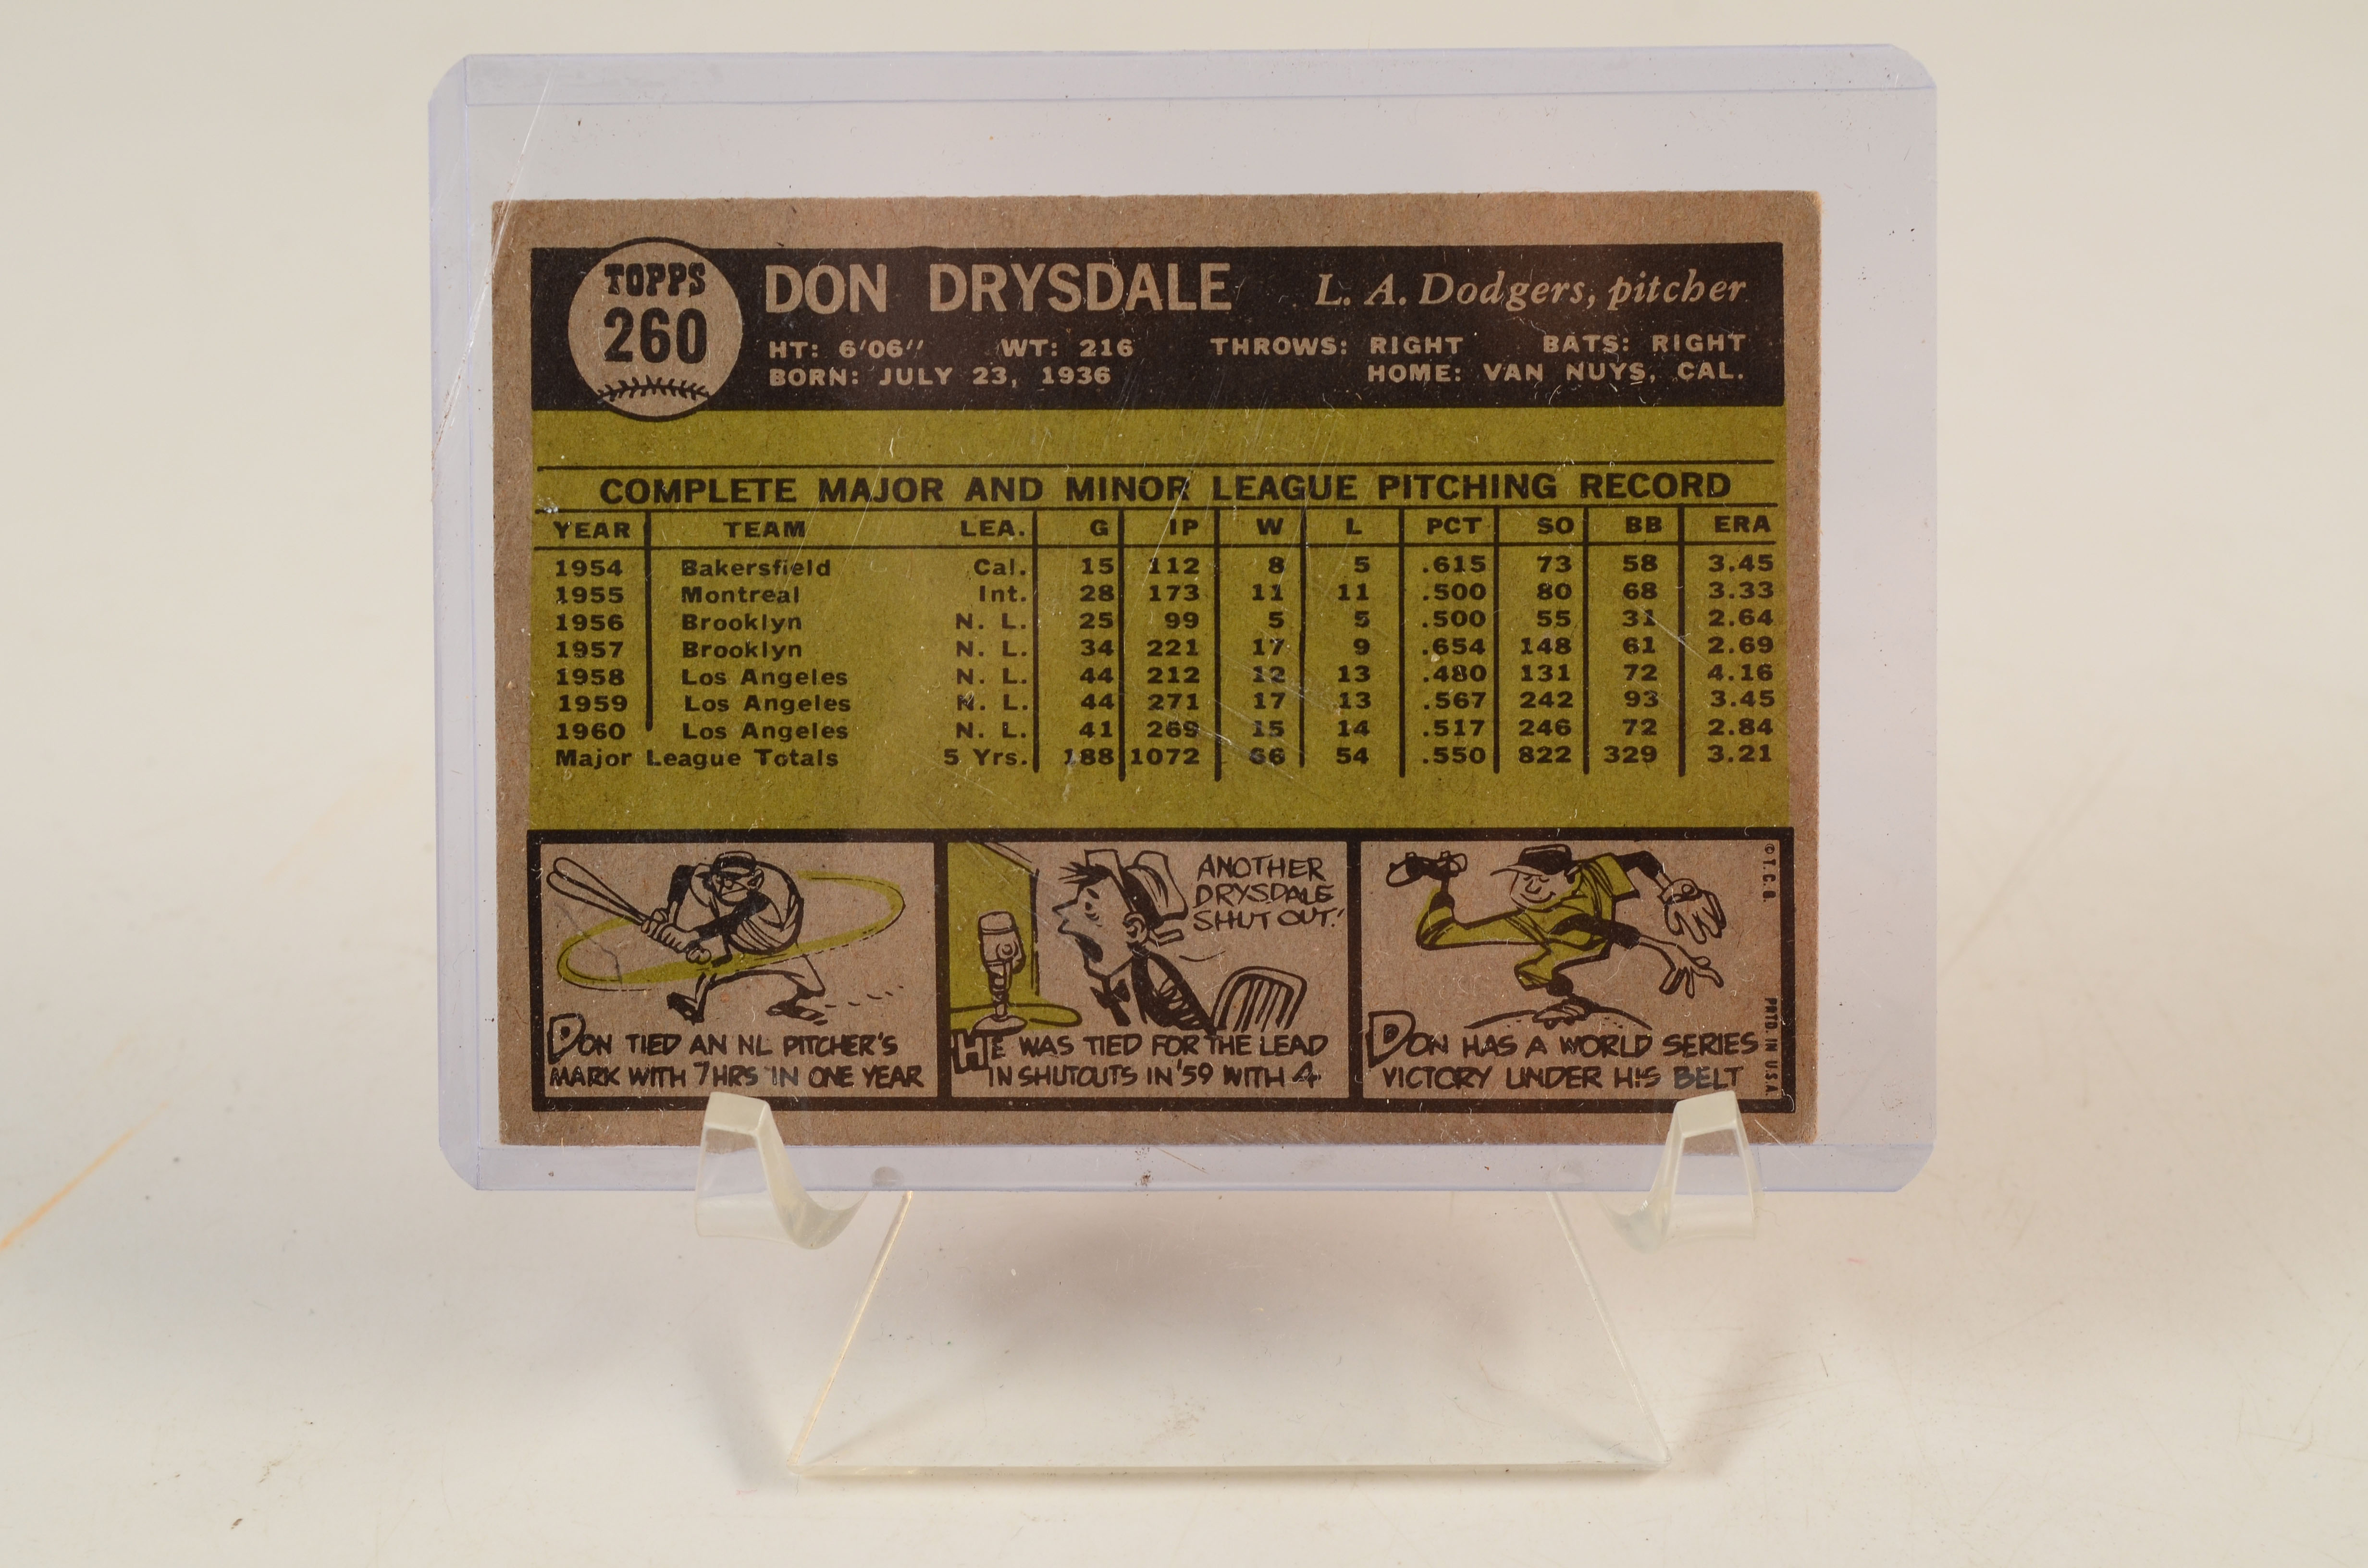 TOPPS
260
DON DRYSDALE L. A. Dodgers, pitcher
HT: 6'06'' WT: 216 THROWS: RIGHT BATS: RIGHT
BORN: JULY 23, 1936 HOME: VAN NUYS, CAL.
COMPLETE MAJOR AND MINOR LEAGUE PITCHING RECORD
YEAR TEAM LEA. G IP W L PCT SO BB ERA
1954 Bakersfield Cal. 15 112 8 5 .615 73 58 3.45
1955 Montreal Int. 28 173 11 11 .500 80 68 3.33
1956 Brooklyn N. L. 25 99 5 5 .500 55 31 2.64
1957 Brooklyn N. L. 34 221 17 9 .654 148 61 2.69
1958 Los Angeles N. L. 44 212 12 13 .480 131 72 4.16
1959 Los Angeles N. L. 44 271 17 13 .567 242 93 3.45
1960 Los Angeles N. L. 41 269 15 14 .517 246 72 2.84
Major League Totals 5 Yrs. 188 1072 66 54 .550 822 329 3.21
DON TIED AN NL PITCHER'S
MARK WITH 7 HRS IN ONE YEAR
ANOTHER
DRYSDALE
SHUT OUT!
HE WAS TIED FOR THE LEAD
IN SHUTOUTS IN '59 WITH 4
DON HAS A WORLD SERIES
VICTORY UNDER HIS BELT
© T.C.G.
PRTD. IN U.S.A.